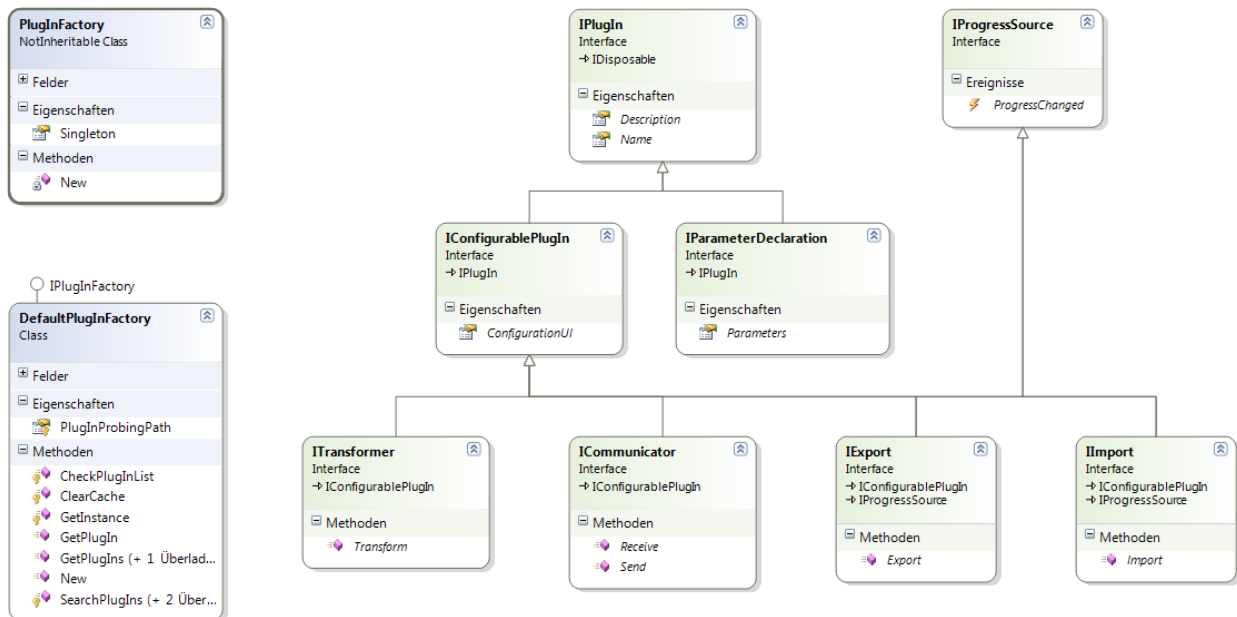 PlugInFactory
NotInheritable Class
Felder
Eigenschaften
Singleton
Methoden
New
IPlugInFactory
DefaultPlugInFactory
Class
Felder
Eigenschaften
PlugInProbingPath
Methoden
CheckPlugInList
ClearCache
GetInstance
GetPlugIn
GetPlugIns (+ 1 Überlad...
New
SearchPlugIns (+ 2 Über...
IPlugIn
Interface
IDisposable
Eigenschaften
Description
Name
IProgressSource
Interface
Ereignisse
ProgressChanged
IConfigurablePlugIn
Interface
IPlugIn
Eigenschaften
ConfigurationUI
IParameterDeclaration
Interface
IPlugIn
Eigenschaften
Parameters
ITransformer
Interface
IConfigurablePlugIn
Methoden
Transform
ICommunicator
Interface
IConfigurablePlugIn
Methoden
Receive
Send
IExport
Interface
IConfigurablePlugIn
IProgressSource
Methoden
Export
IImport
Interface
IConfigurablePlugIn
IProgressSource
Methoden
Import